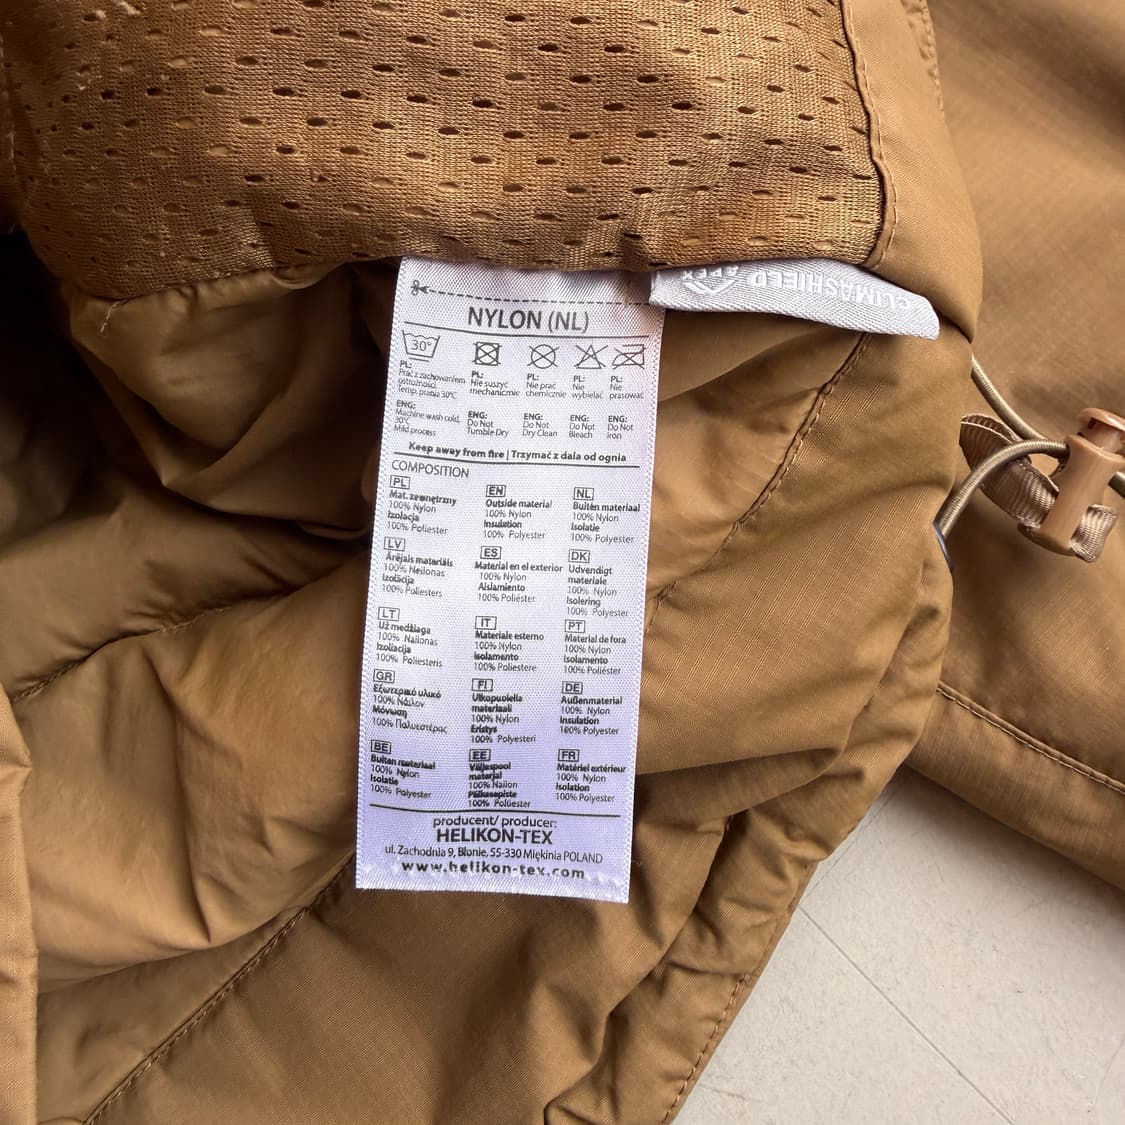 CLIMASHIELD
APEX
NYLON (NL)
30°
PL:
Prać z zachowaniem
ostrożności.
Temp. prania 30°C
PL:
Nie suszyć
mechanicznie
PL:
Nie prać
chemicznie
PL:
Nie
wybielać
PL:
Nie
prasować
ENG:
Machine wash cold,
30°C
Mild process
ENG:
Do Not
Tumble Dry
ENG:
Do Not
Dry Clean
ENG:
Do Not
Bleach
ENG:
Do Not
Iron
Keep away from fire | Trzymać z dala od ognia
COMPOSITION
PL
Mat. zewnętrzny
100% Nylon
Izolacja
100% Poliester
EN
Outside material
100% Nylon
Insulation
100% Polyester
NL
Buiten materiaal
100% Nylon
Isolatie
100% Polyester
LV
Ārējais materiāls
100% Neilonas
Izolācija
100% Poliesters
ES
Material en el exterior
100% Nylon
Aislamiento
100% Poliéster
DK
Udvendigt
materiale
100% Nylon
Isolering
100% Polyester
LT
Už medžiaga
100% Nailonas
Izoliacija
100% Poliesteris
IT
Materiale esterno
100% Nylon
Isolamento
100% Poliestere
PT
Material de fora
100% Nylon
Isolamento
100% Poliéster
GR
Εξωτερικό υλικό
100% Νάιλον
Μόνωση
100% Πολυεστέρας
FI
Ulkopuolella
materiaali
100% Nylon
Eristys
100% Polyesteri
DE
Außenmaterial
100% Nylon
Insulation
100% Polyester
BE
Buiten materiaal
100% Nylon
Isolatie
100% Polyester
EE
Väljaspool
materjal
100% Nailon
100% Polüester
FR
Matériel extérieur
100% Nylon
Isolation
100% Polyester
producent/ producer:
HELIKON-TEX
ul. Zachodnia 9, Błonie, 55-330 Miękinia POLAND
www.helikon-tex.com